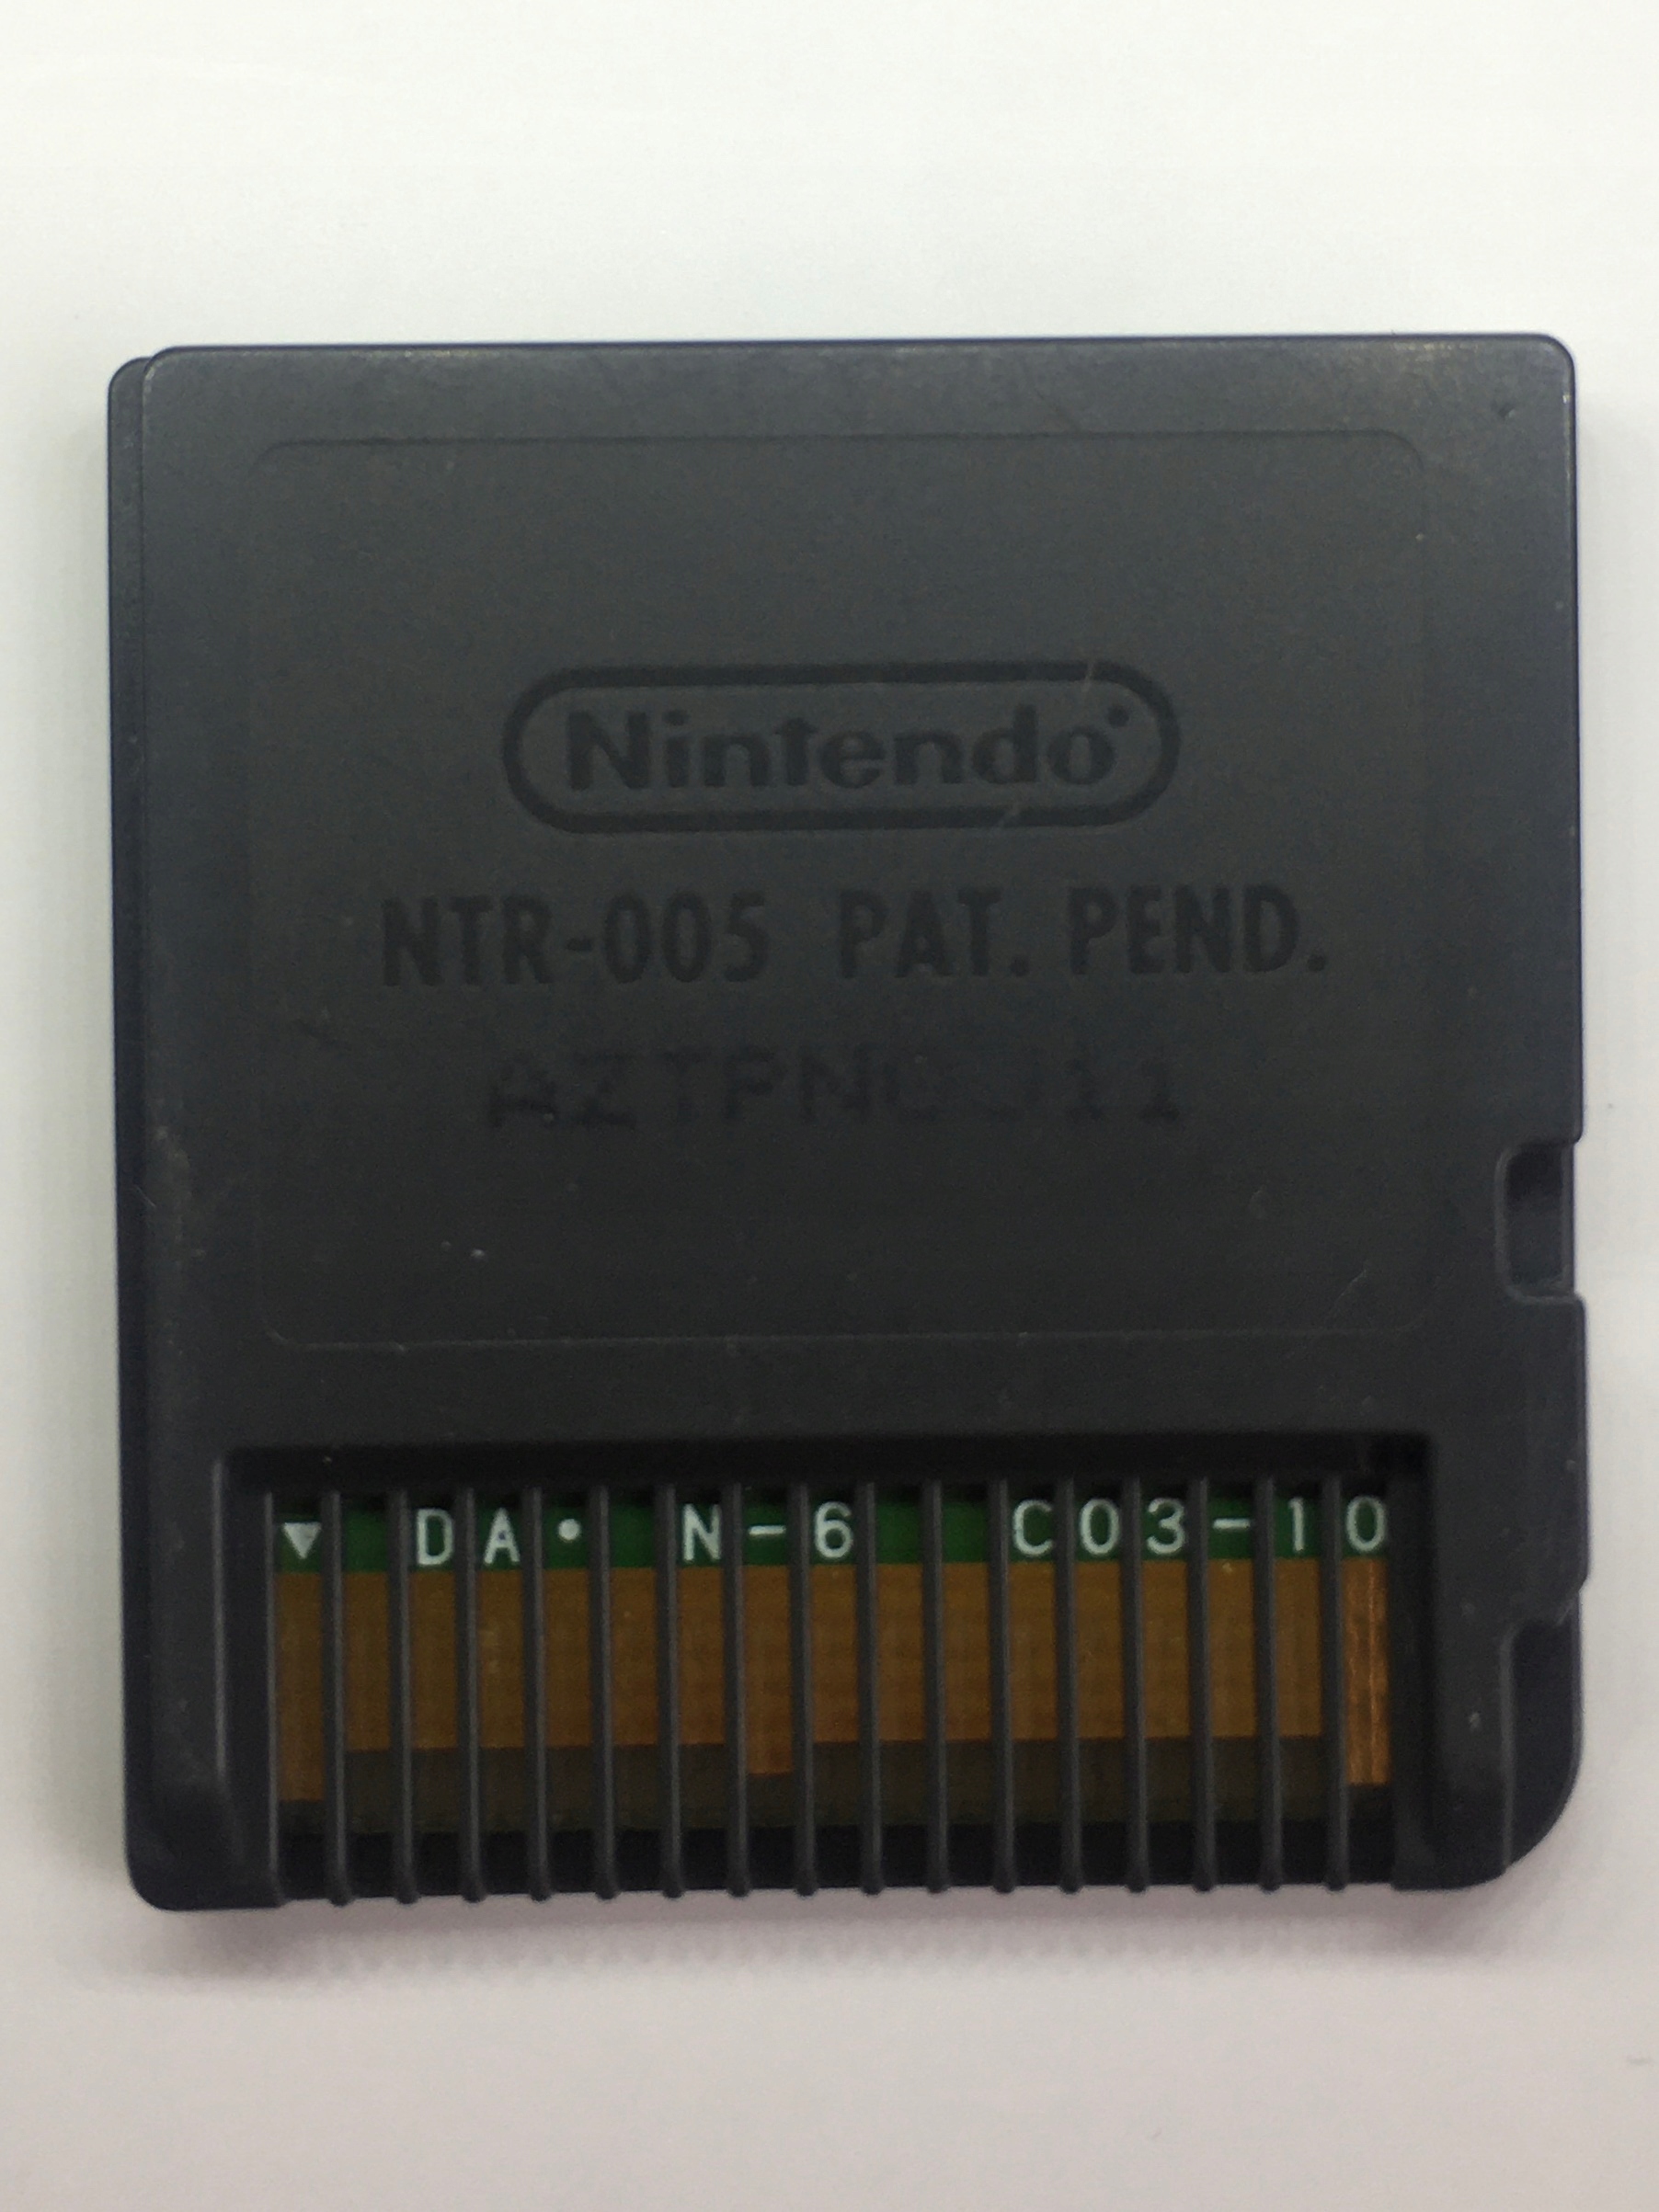 Nintendo
NTR-005 PAT. PEND.
▼ DA• N-6 C03-10